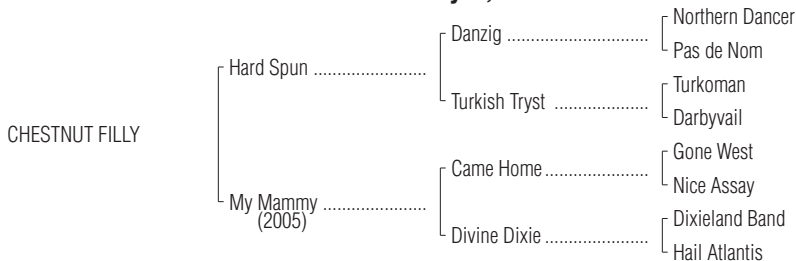 Northern Dancer
Danzig ................................
Pas de Nom
Hard Spun .........................
Turkoman
Turkish Tryst .....................
Darbyvail
CHESTNUT FILLY
Gone West
Came Home .......................
Nice Assay
My Mammy .......................
(2005)
Dixieland Band
Divine Dixie .......................
Hail Atlantis